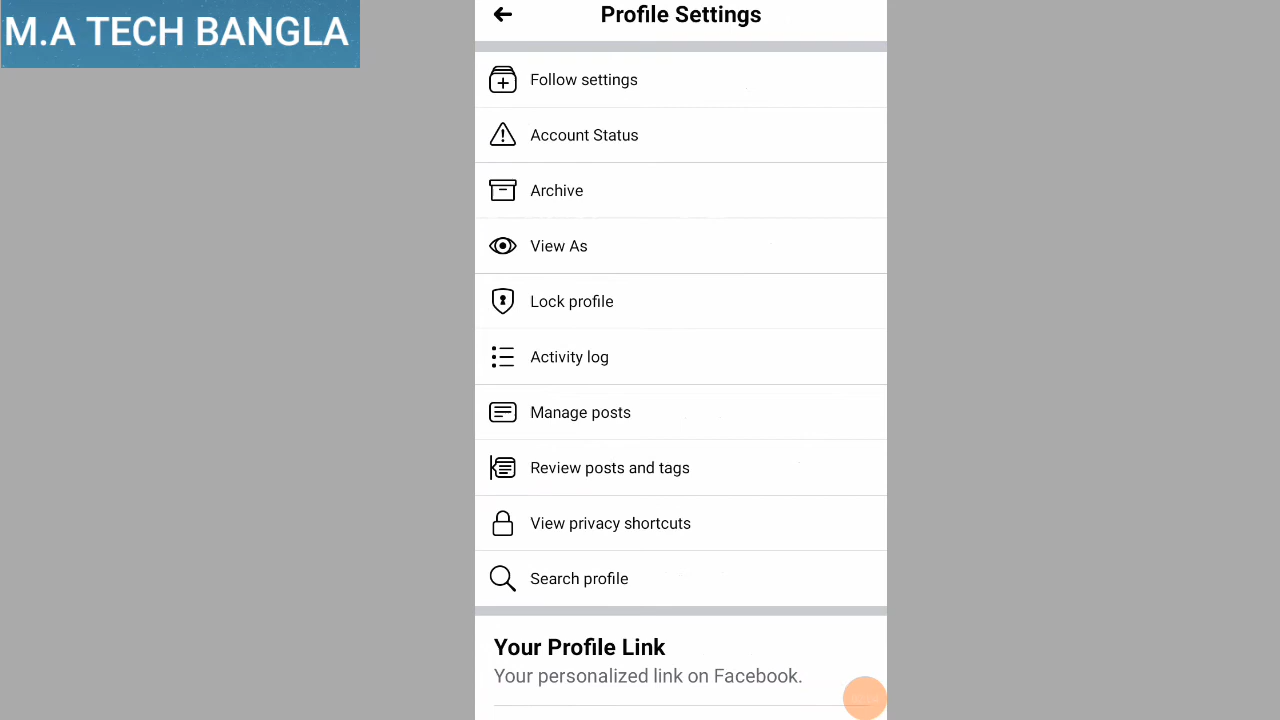 M.A TECH BANGLA
Profile Settings
Follow settings
Account Status
Archive
View As
Lock profile
Activity log
Manage posts
Review posts and tags
View privacy shortcuts
Search profile
Your Profile Link
Your personalized link on Facebook.